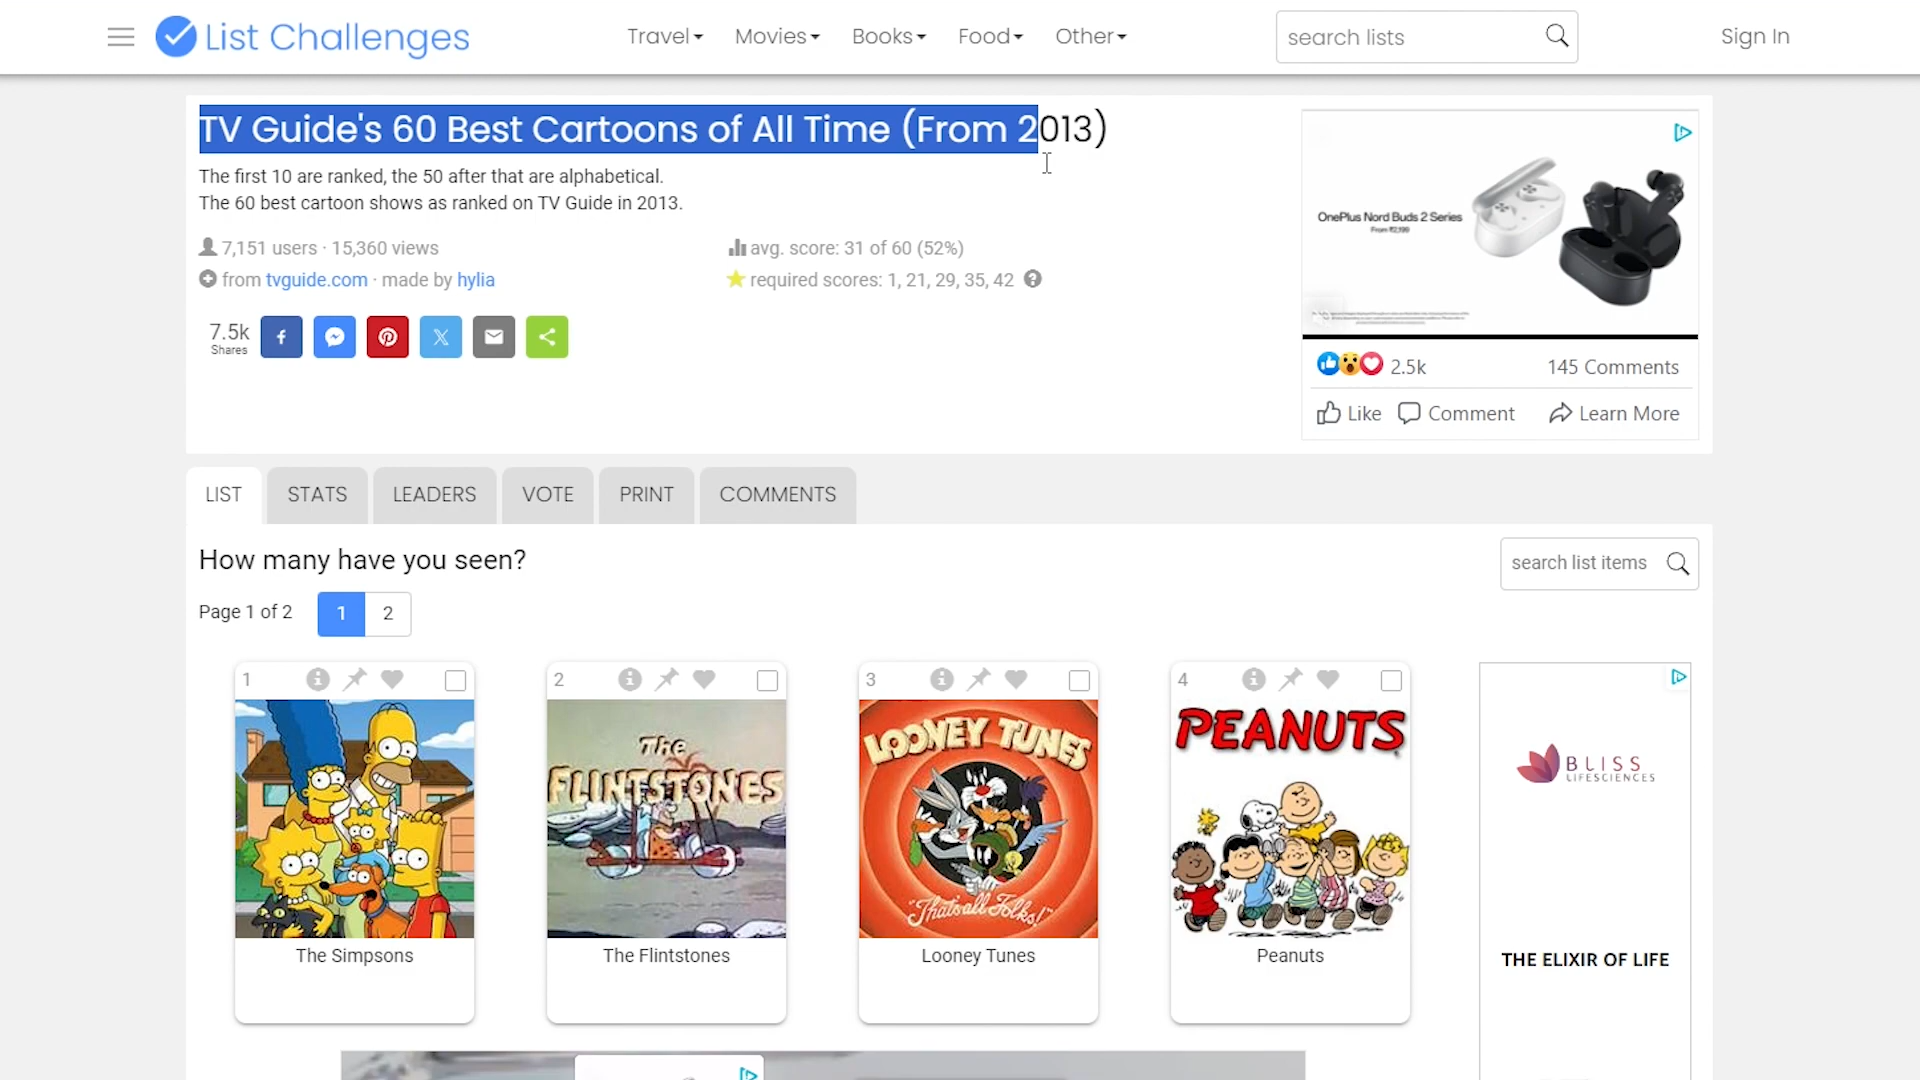 List Challenges
Travel
Movies
Books
Food
Other
search lists
Sign In
TV Guide's 60 Best Cartoons of All Time (From 2013)
The first 10 are ranked, the 50 after that are alphabetical.
The 60 best cartoon shows as ranked on TV Guide in 2013.
7,151 users · 15,360 views
avg. score: 31 of 60 (52%)
from tvguide.com · made by hylia
required scores: 1, 21, 29, 35, 42
7.5k
Shares
OnePlus Nord Buds 2 Series
From ₹2,199
2.5k
145 Comments
Like
Comment
Learn More
LIST
STATS
LEADERS
VOTE
PRINT
COMMENTS
How many have you seen?
search list items
Page 1 of 2
1
2
1
2
3
4
The
FLINTSTONES
LOONEY TUNES
"That's all Folks!"
PEANUTS
The Simpsons
The Flintstones
Looney Tunes
Peanuts
BLISS
LIFESCIENCES
THE ELIXIR OF LIFE